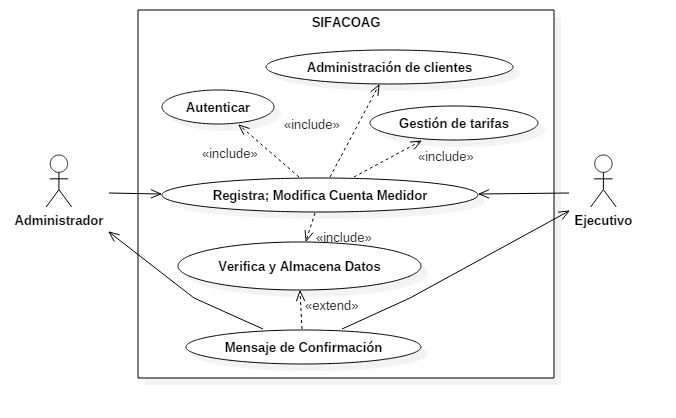 SIFACOAG
Administración de clientes
Autenticar
«include»
Gestión de tarifas
«include»
«include»
Registra; Modifica Cuenta Medidor
Administrador
Ejecutivo
«include»
Verifica y Almacena Datos
«extend»
Mensaje de Confirmación